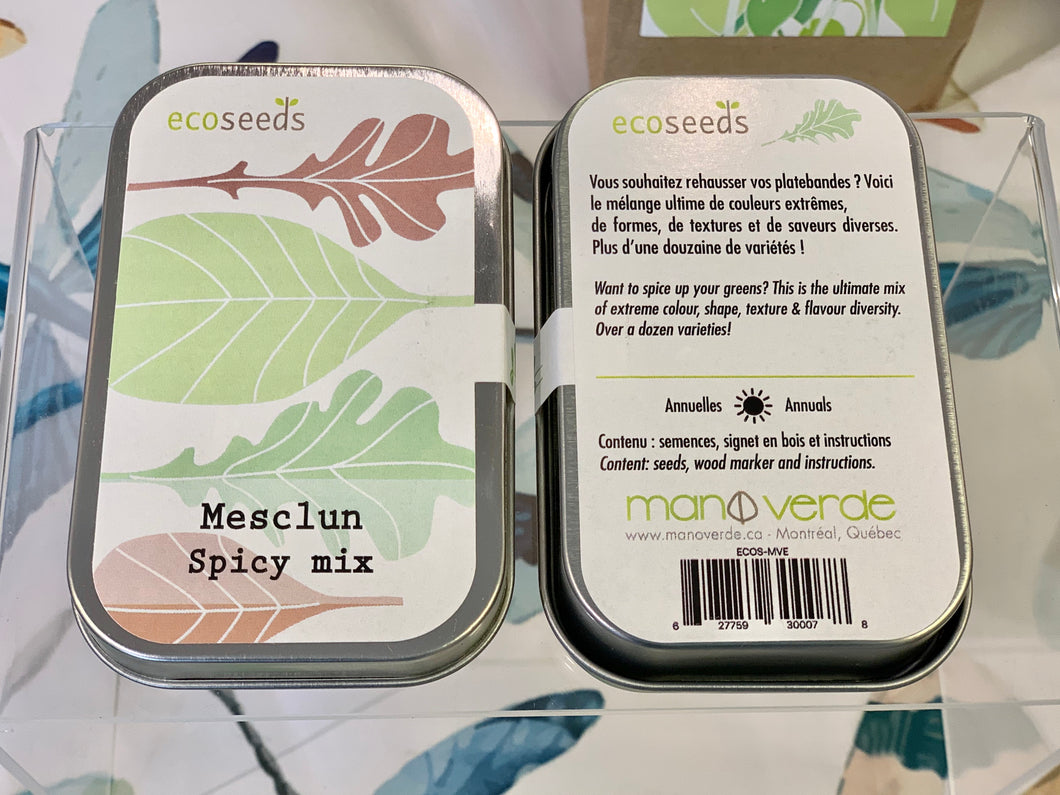 ecoseeds
Mesclun
Spicy mix
ecoseeds
Vous souhaitez rehausser vos platebandes ? Voici
le mélange ultime de couleurs extrêmes,
de formes, de textures et de saveurs diverses.
Plus d'une douzaine de variétés !
Want to spice up your greens? This is the ultimate mix
of extreme colour, shape, texture & flavour diversity.
Over a dozen varieties!
Annuelles Annuals
Contenu : semences, signet en bois et instructions
Content: seeds, wood marker and instructions.
mano verde
www.manoverde.ca - Montréal, Québec
ECOS-MVE
6 27759 30007 8